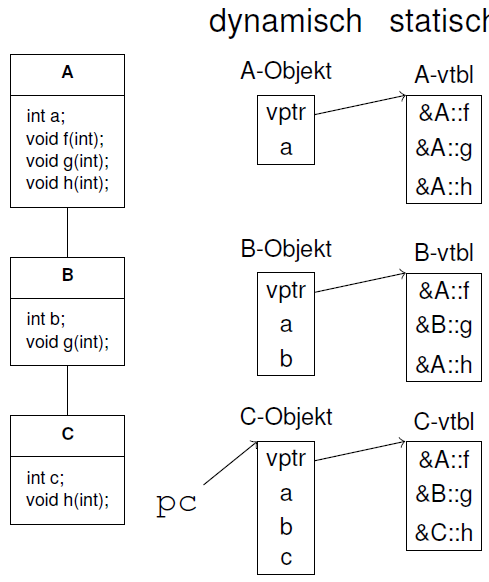 dynamisch statisch
A
int a;
void f(int);
void g(int);
void h(int);
A-Objekt
vptr
a
A-vtbl
&A::f
&A::g
&A::h
B
int b;
void g(int);
B-Objekt
vptr
a
b
B-vtbl
&A::f
&B::g
&A::h
C
int c;
void h(int);
pc
C-Objekt
vptr
a
b
c
C-vtbl
&A::f
&B::g
&C::h